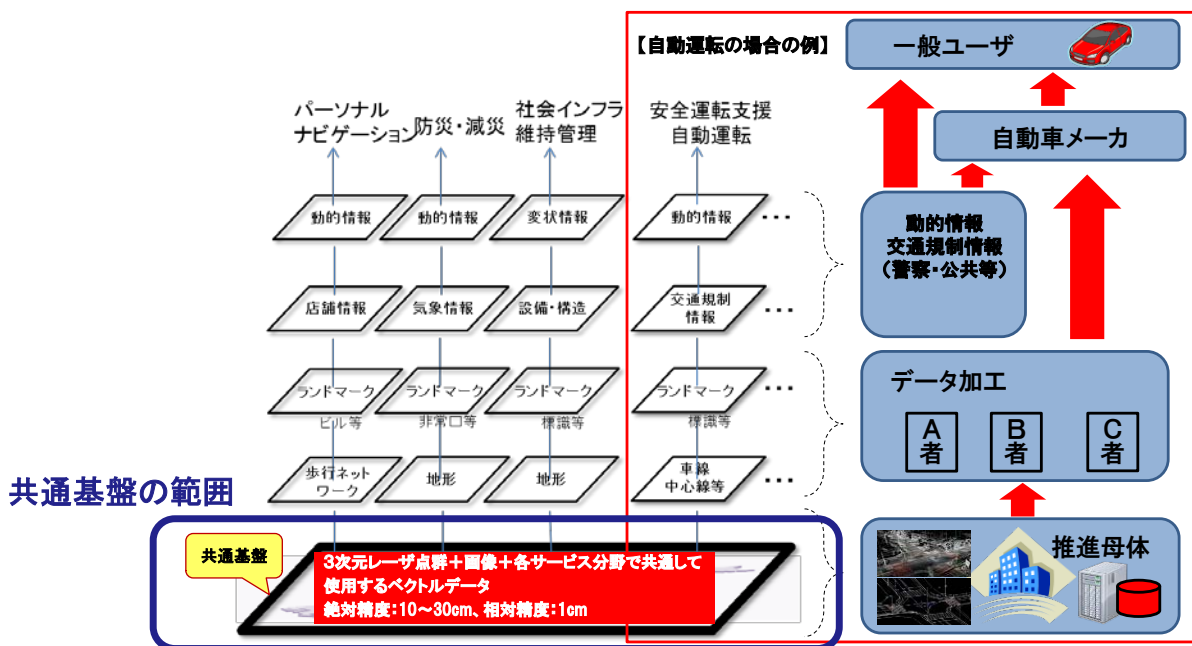 【自動運転の場合の例】
一般ユーザ
パーソナル
ナビゲーション
防災・減災
社会インフラ
維持管理
安全運転支援
自動運転
自動車メーカ
動的情報
動的情報
変状情報
動的情報
・・・
動的情報
交通規制情報
（警察・公共等）
店舗情報
気象情報
設備・構造
交通規制
情報
・・・
ランドマーク
ビル等
ランドマーク
非常口等
ランドマーク
標識等
ランドマーク
標識等
・・・
データ加工
A
者
B
者
C
者
歩行ネット
ワーク
地形
地形
車線
中心線等
・・・
共通基盤の範囲
共通基盤
3次元レーザ点群＋画像＋各サービス分野で共通して
使用するベクトルデータ
絶対精度：10～30cm、相対精度：1cm
推進母体